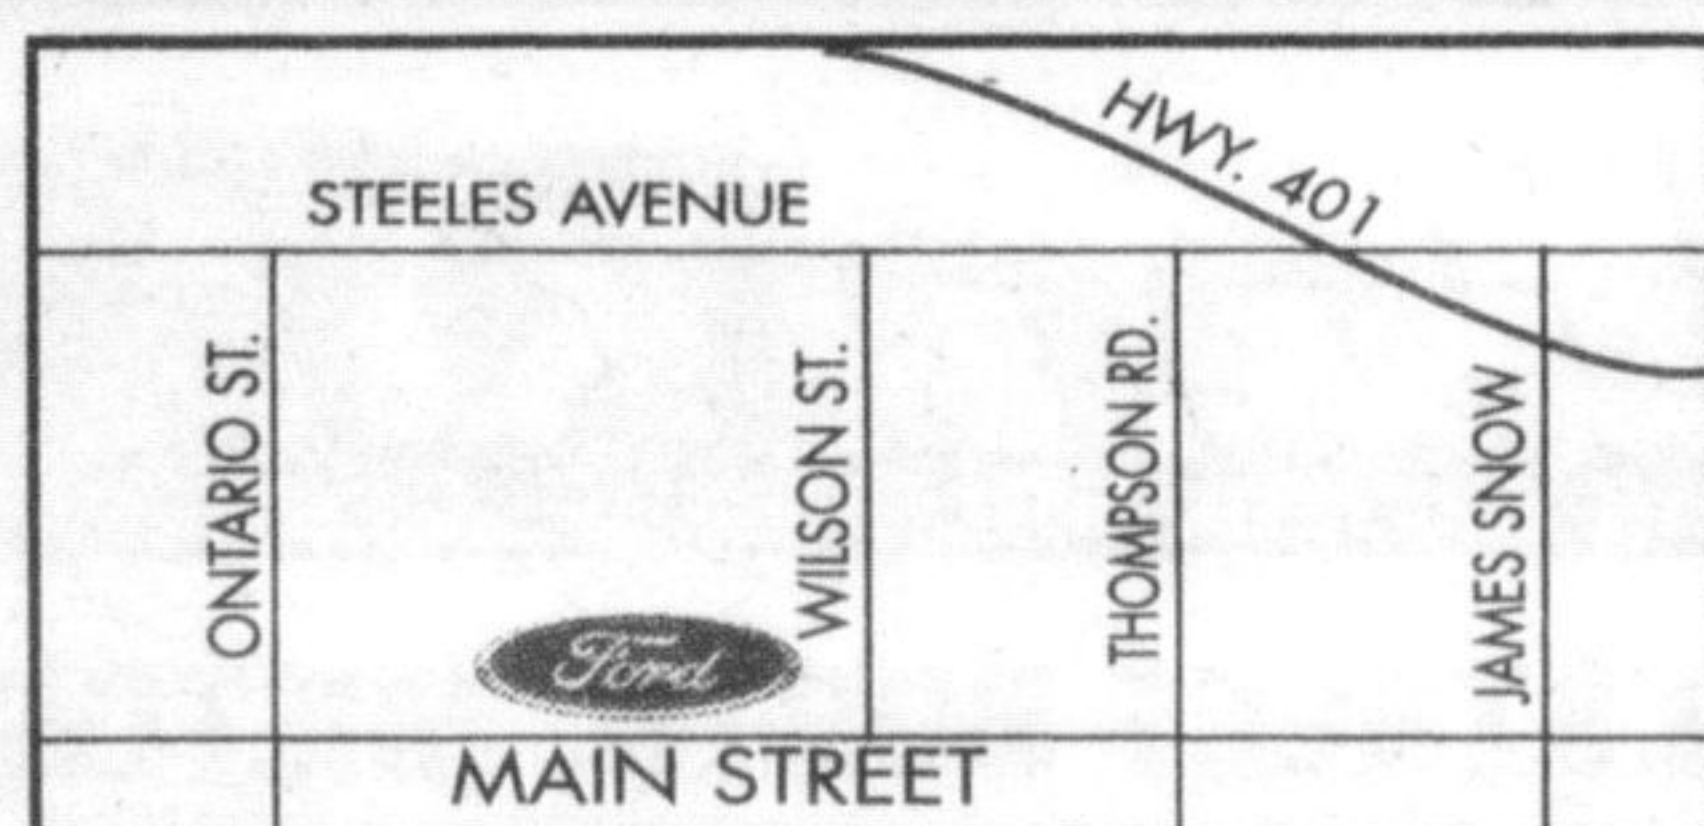 HWY. 401
STEELES AVENUE
ONTARIO ST.
WILSON ST.
THOMPSON RD.
JAMES SNOW
Ford
MAIN STREET